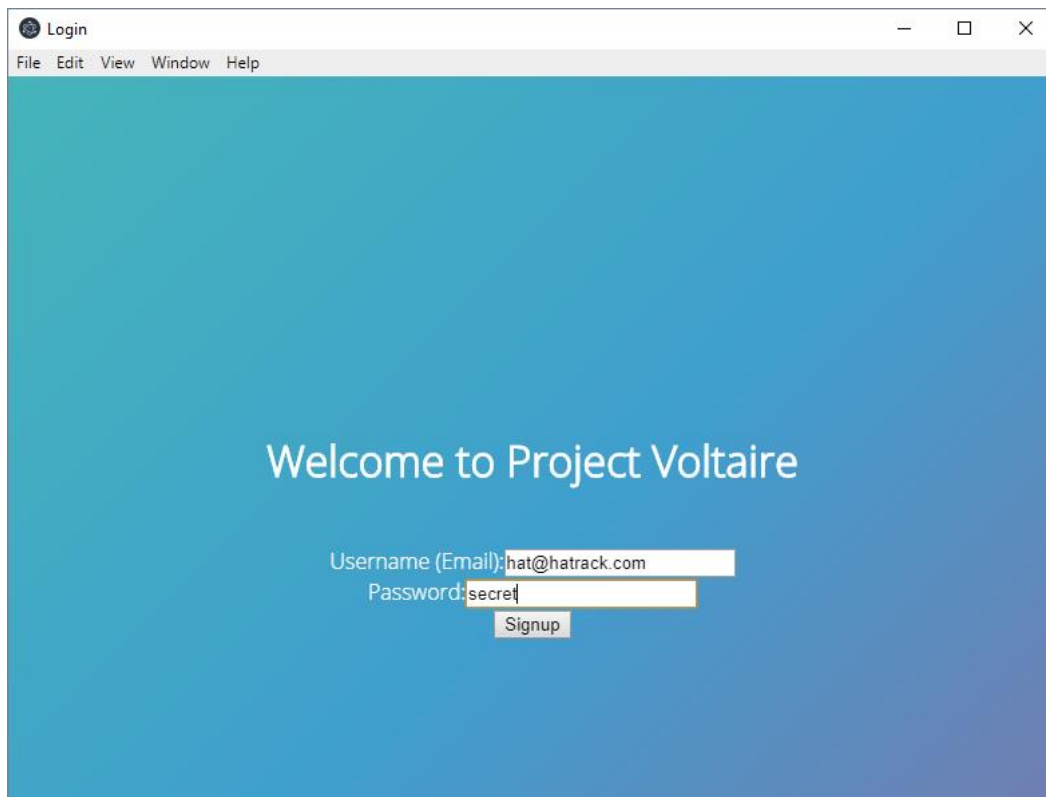 Login
File Edit View Window Help
Welcome to Project Voltaire
Username (Email): hat@hatrack.com
Password: secret
Signup